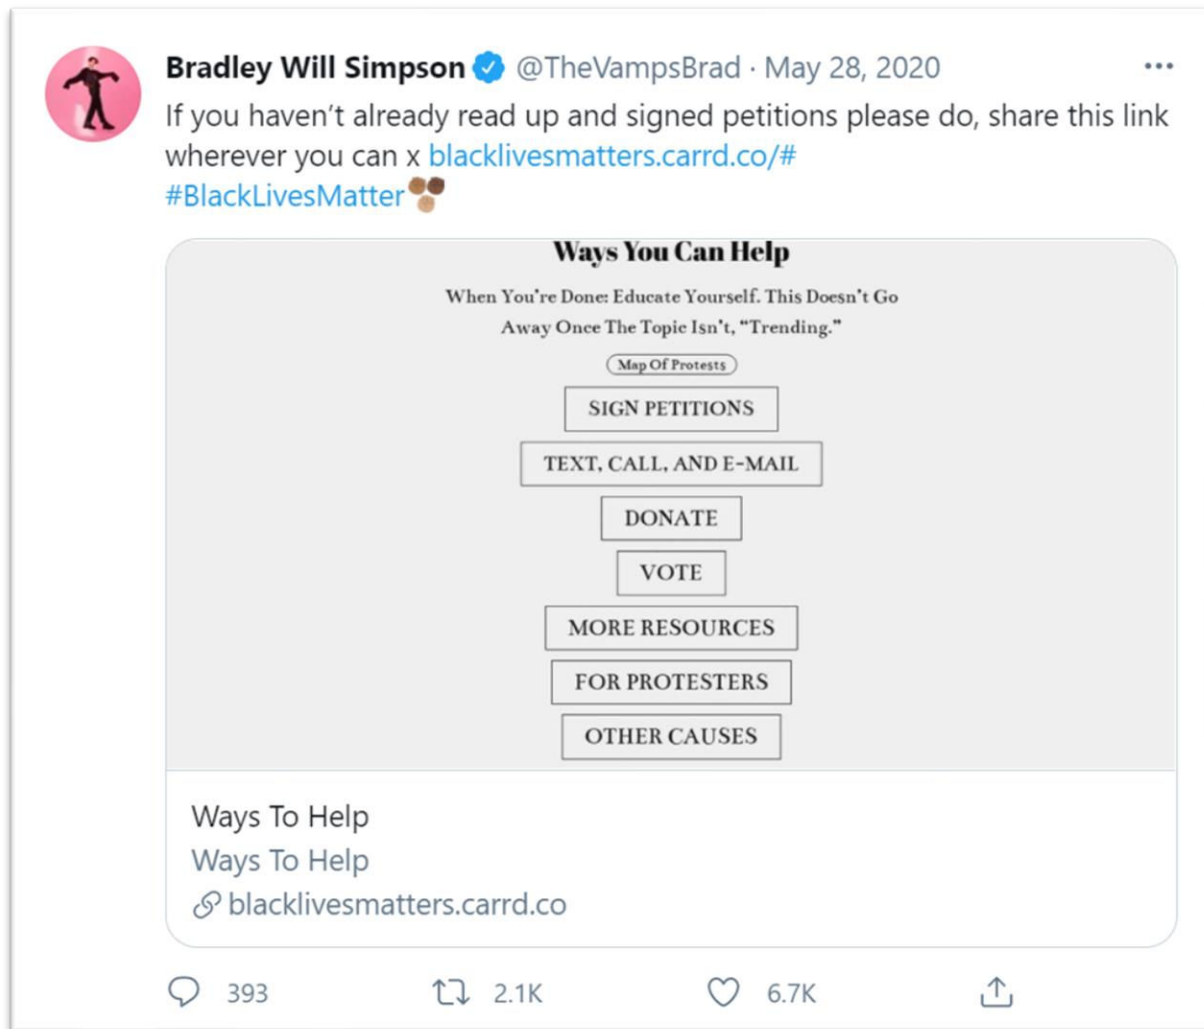 Bradley Will Simpson @TheVampsBrad · May 28, 2020
If you haven’t already read up and signed petitions please do, share this link
wherever you can x blacklivesmatters.carrd.co/#
#BlackLivesMatter
Ways You Can Help
When You're Done: Educate Yourself. This Doesn't Go
Away Once The Topic Isn't, “Trending.”
Map Of Protests
SIGN PETITIONS
TEXT, CALL, AND E-MAIL
DONATE
VOTE
MORE RESOURCES
FOR PROTESTERS
OTHER CAUSES
Ways To Help
Ways To Help
blacklivesmatters.carrd.co
393 2.1K 6.7K